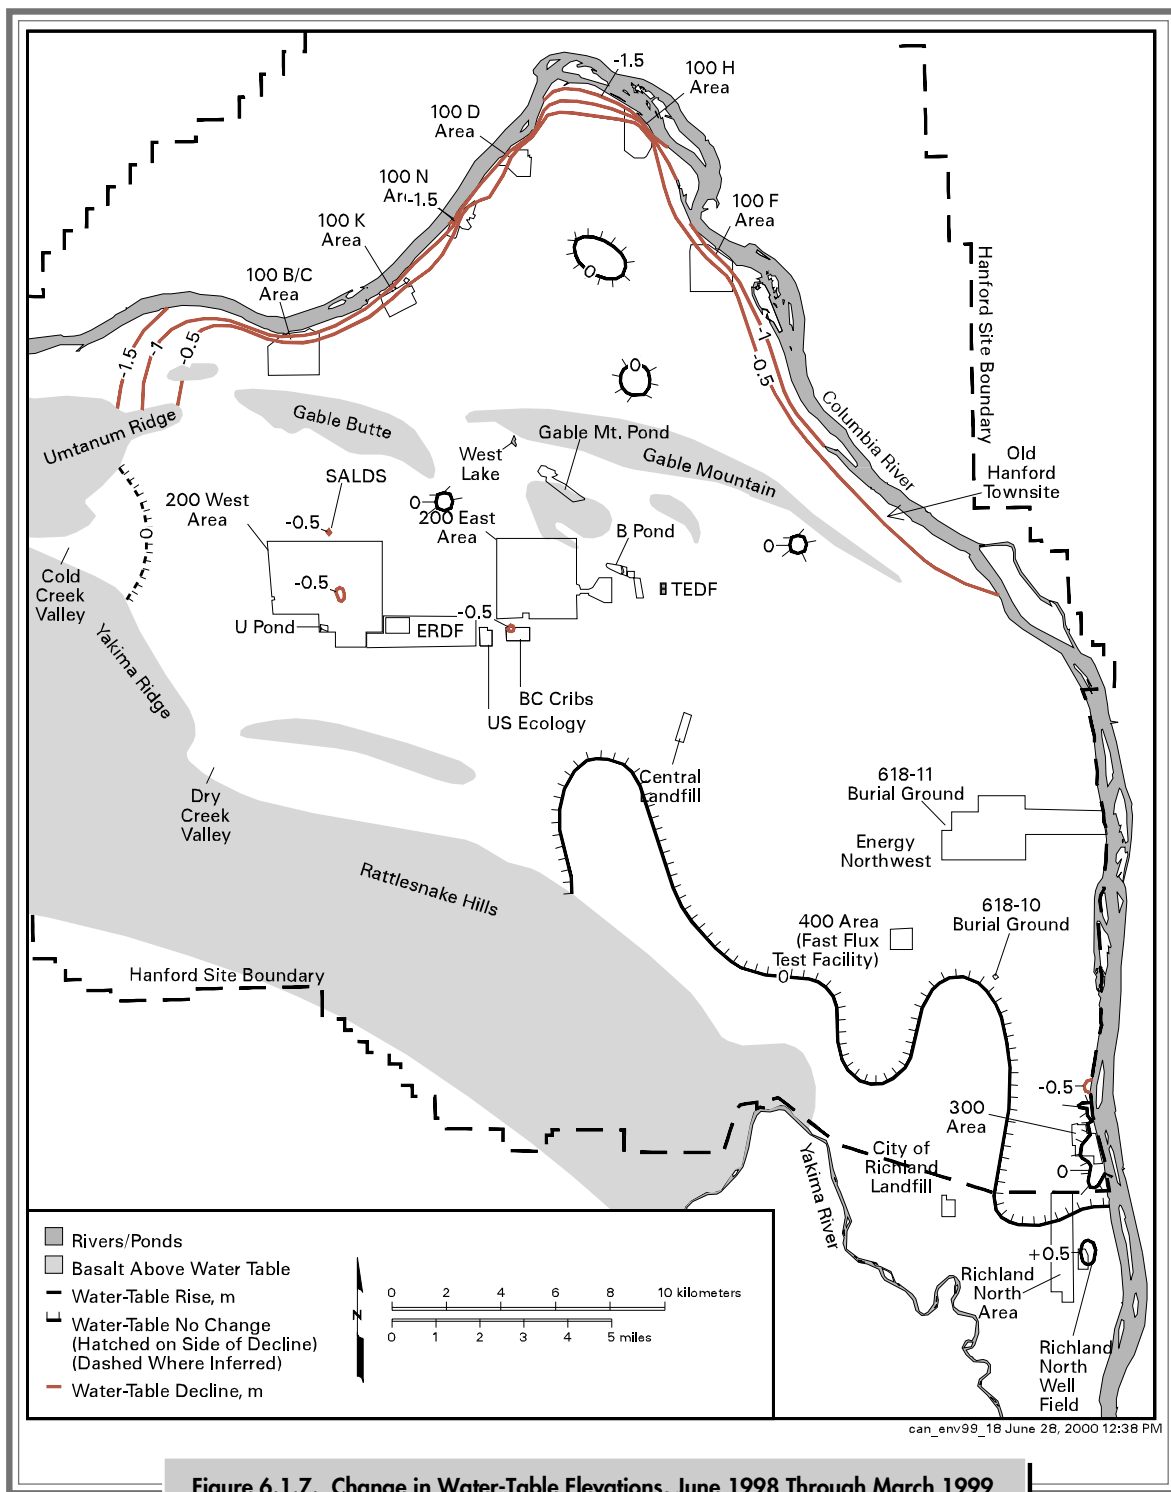 -1.5
100 H
Area
100 D
Area
100 N
Ar
-1.5
100 K
Area
100 F
Area
100 B/C
Area
0
Hanford Site Boundary
-1.5
-1
-0.5
-1
-0.5
0
Columbia River
Umtanum Ridge
Gable Butte
Gable Mt. Pond
West
Lake
Gable Mountain
Old
Hanford
Townsite
SALDS
200 West
Area
-0.5
0
200 East
Area
0
B Pond
0
Cold
Creek
Valley
-0.5
TEDF
U Pond
ERDF
-0.5
Yakima Ridge
BC Cribs
US Ecology
Dry
Creek
Valley
Central
Landfill
618-11
Burial Ground
Energy
Northwest
Rattlesnake Hills
618-10
Burial Ground
400 Area
(Fast Flux
Test Facility)
Hanford Site Boundary
0
-0.5
300
Area
City of
Richland
Landfill
0
Yakima River
+0.5
Richland
North
Area
Richland
North
Well
Field
Rivers/Ponds
Basalt Above Water Table
Water-Table Rise, m
Water-Table No Change
(Hatched on Side of Decline)
(Dashed Where Inferred)
Water-Table Decline, m
N
0 2 4 6 8 10 kilometers
0 1 2 3 4 5 miles
can_env99_18 June 28, 2000 12:38 PM
Figure 6.1.7. Change in Water-Table Elevations, June 1998 Through March 1999